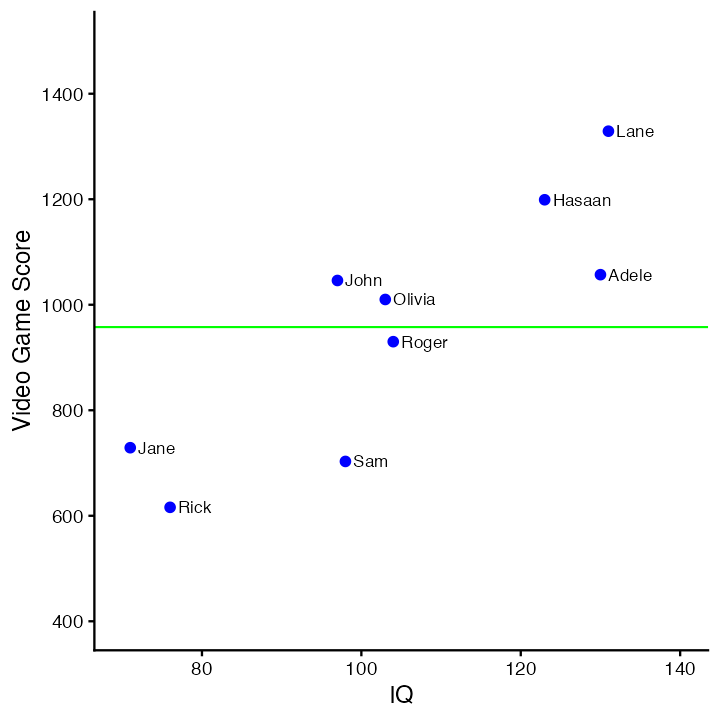 1400
1200
1000
800
600
400
Video Game Score
Lane
Hasaan
Adele
John
Olivia
Roger
Jane
Sam
Rick
80
100
120
140
IQ